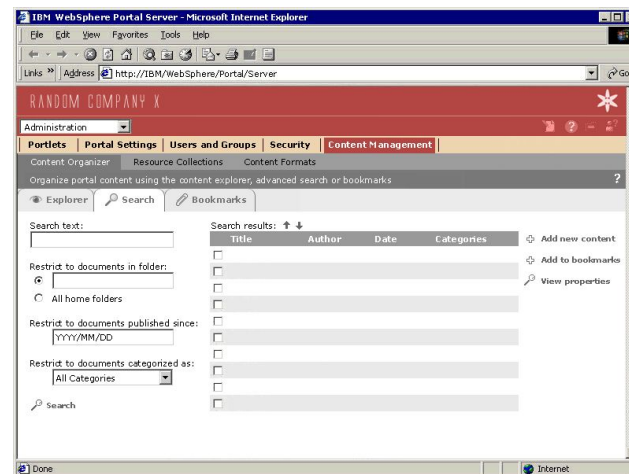 IBM WebSphere Portal Server - Microsoft Internet Explorer
File Edit View Favorites Tools Help
Links » Address http://IBM/WebSphere/Portal/Server Go
RANDOM COMPANY X
Administration
Portlets Portal Settings Users and Groups Security Content Management
Content Organizer Resource Collections Content Formats
Organize portal content using the content explorer, advanced search or bookmarks ?
Explorer Search Bookmarks
Search text: Search results:
Title Author Date Categories Add new content
Restrict to documents in folder: Add to bookmarks
View properties
All home folders
Restrict to documents published since:
YYYY/MM/DD
Restrict to documents categorized as:
All Categories
Search
Done Internet